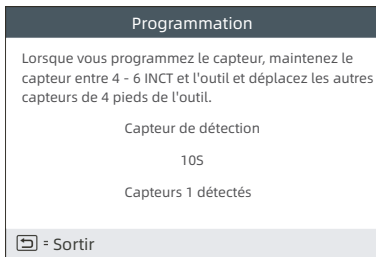 Programmation
Lorsque vous programmez le capteur, maintenez le
capteur entre 4 - 6 INCT et l'outil et déplacez les autres
capteurs de 4 pieds de l'outil.
Capteur de détection
10S
Capteurs 1 détectés
= Sortir